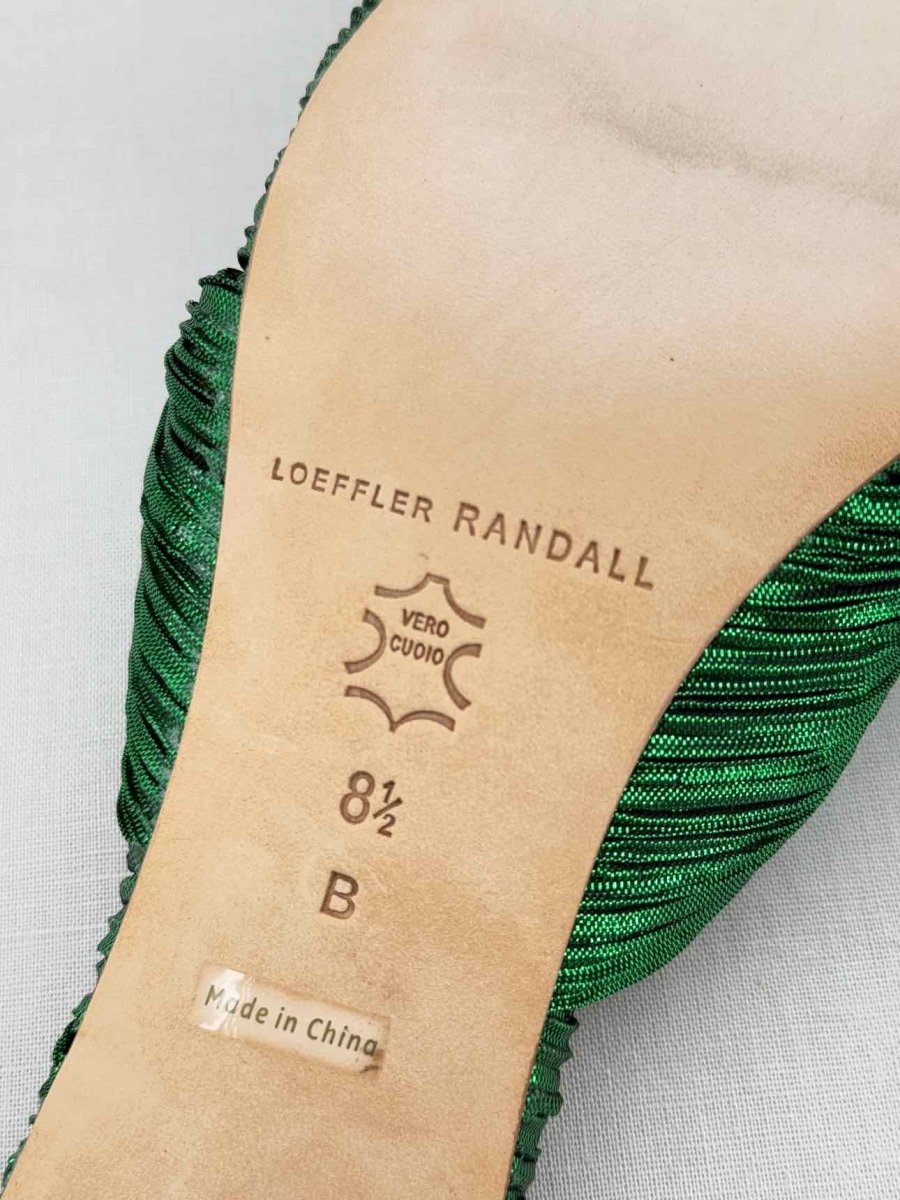 LOEFFLER RANDALL
VERO
CUOIO
8½
B
Made in China